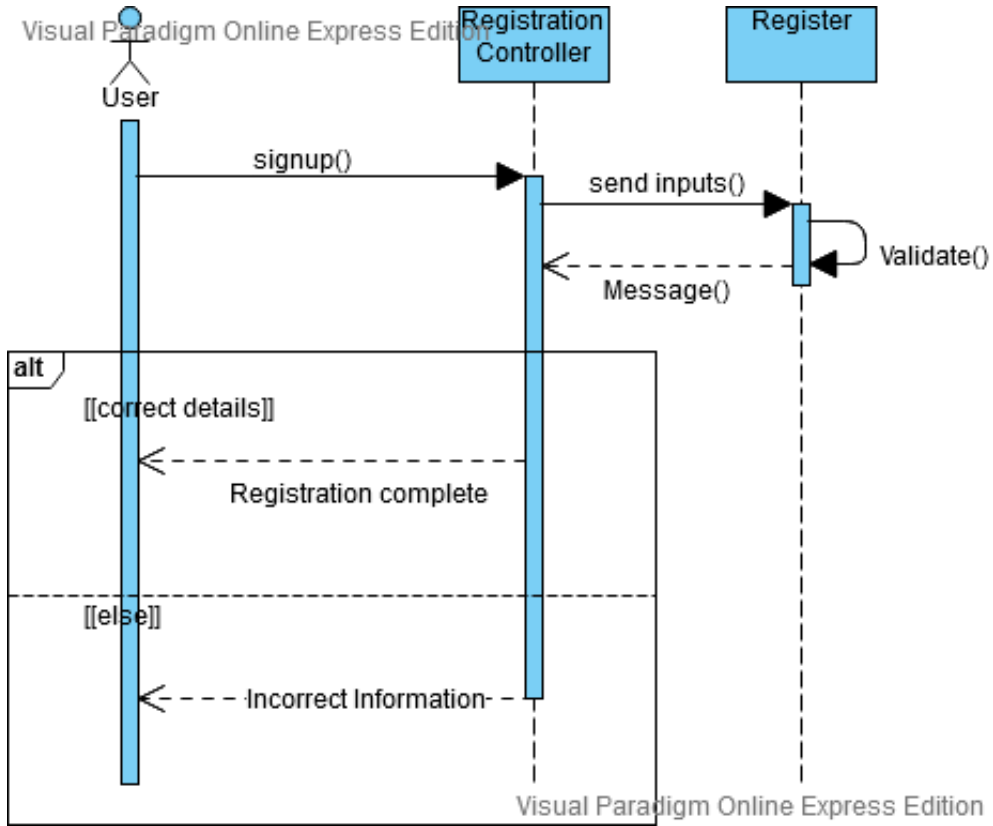 Visual Paradigm Online Express Edition
Registration
Controller
Register
User
signup()
send inputs()
Validate()
Message()
alt
[[correct details]]
Registration complete
[[else]]
Incorrect Information
Visual Paradigm Online Express Edition